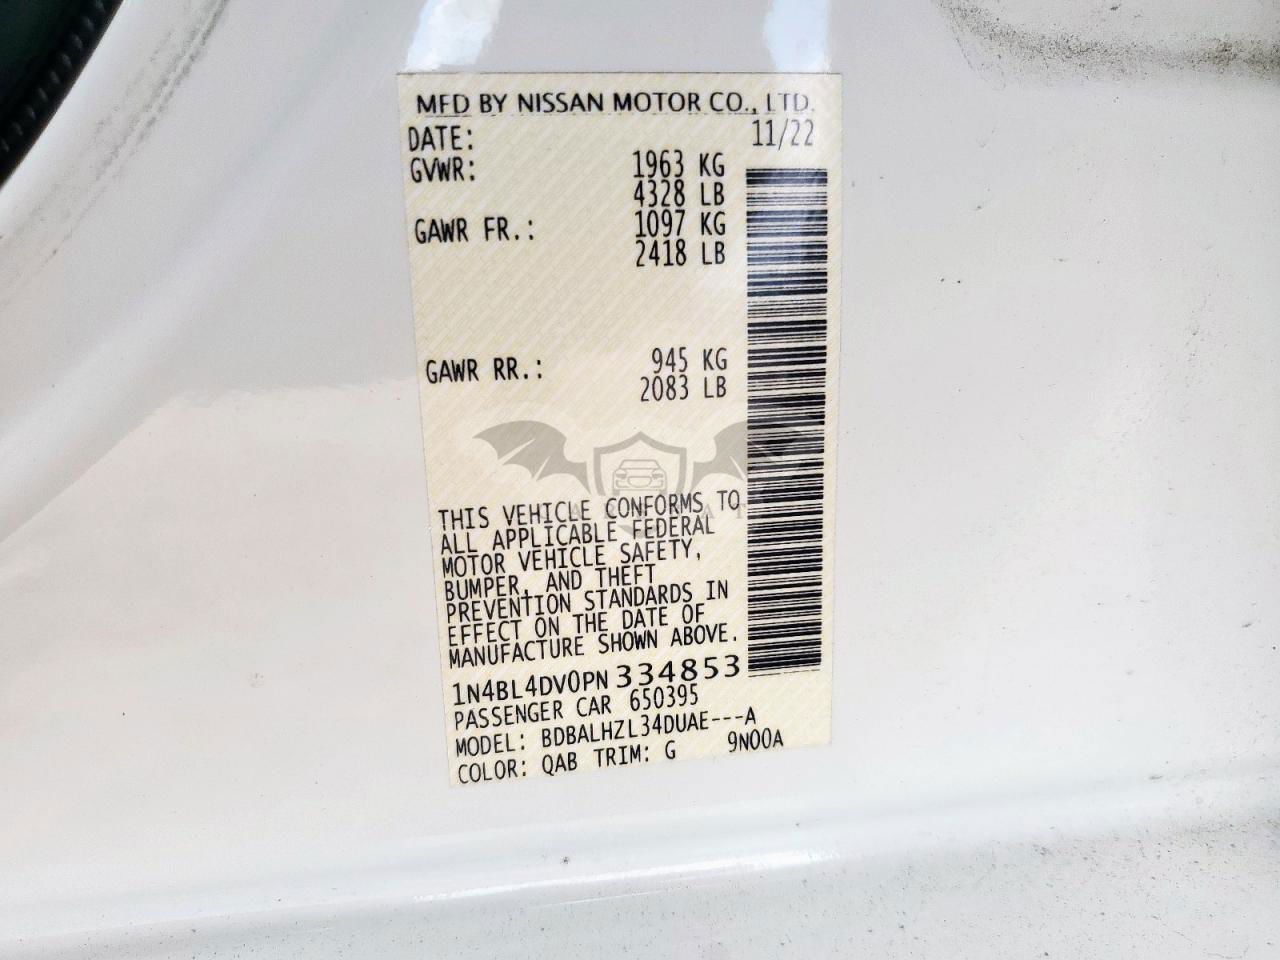 MFD BY NISSAN MOTOR CO., LTD.
DATE: 11/22
GVWR: 1963 KG
4328 LB
GAWR FR.: 1097 KG
2418 LB
GAWR RR.: 945 KG
2083 LB
THIS VEHICLE CONFORMS TO
ALL APPLICABLE FEDERAL
MOTOR VEHICLE SAFETY,
BUMPER, AND THEFT
PREVENTION STANDARDS IN
EFFECT ON THE DATE OF
MANUFACTURE SHOWN ABOVE.
1N4BL4DV0PN 334853
PASSENGER CAR 650395
MODEL: BDBALHZL34DUAE---A
COLOR: QAB TRIM: G 9N00A